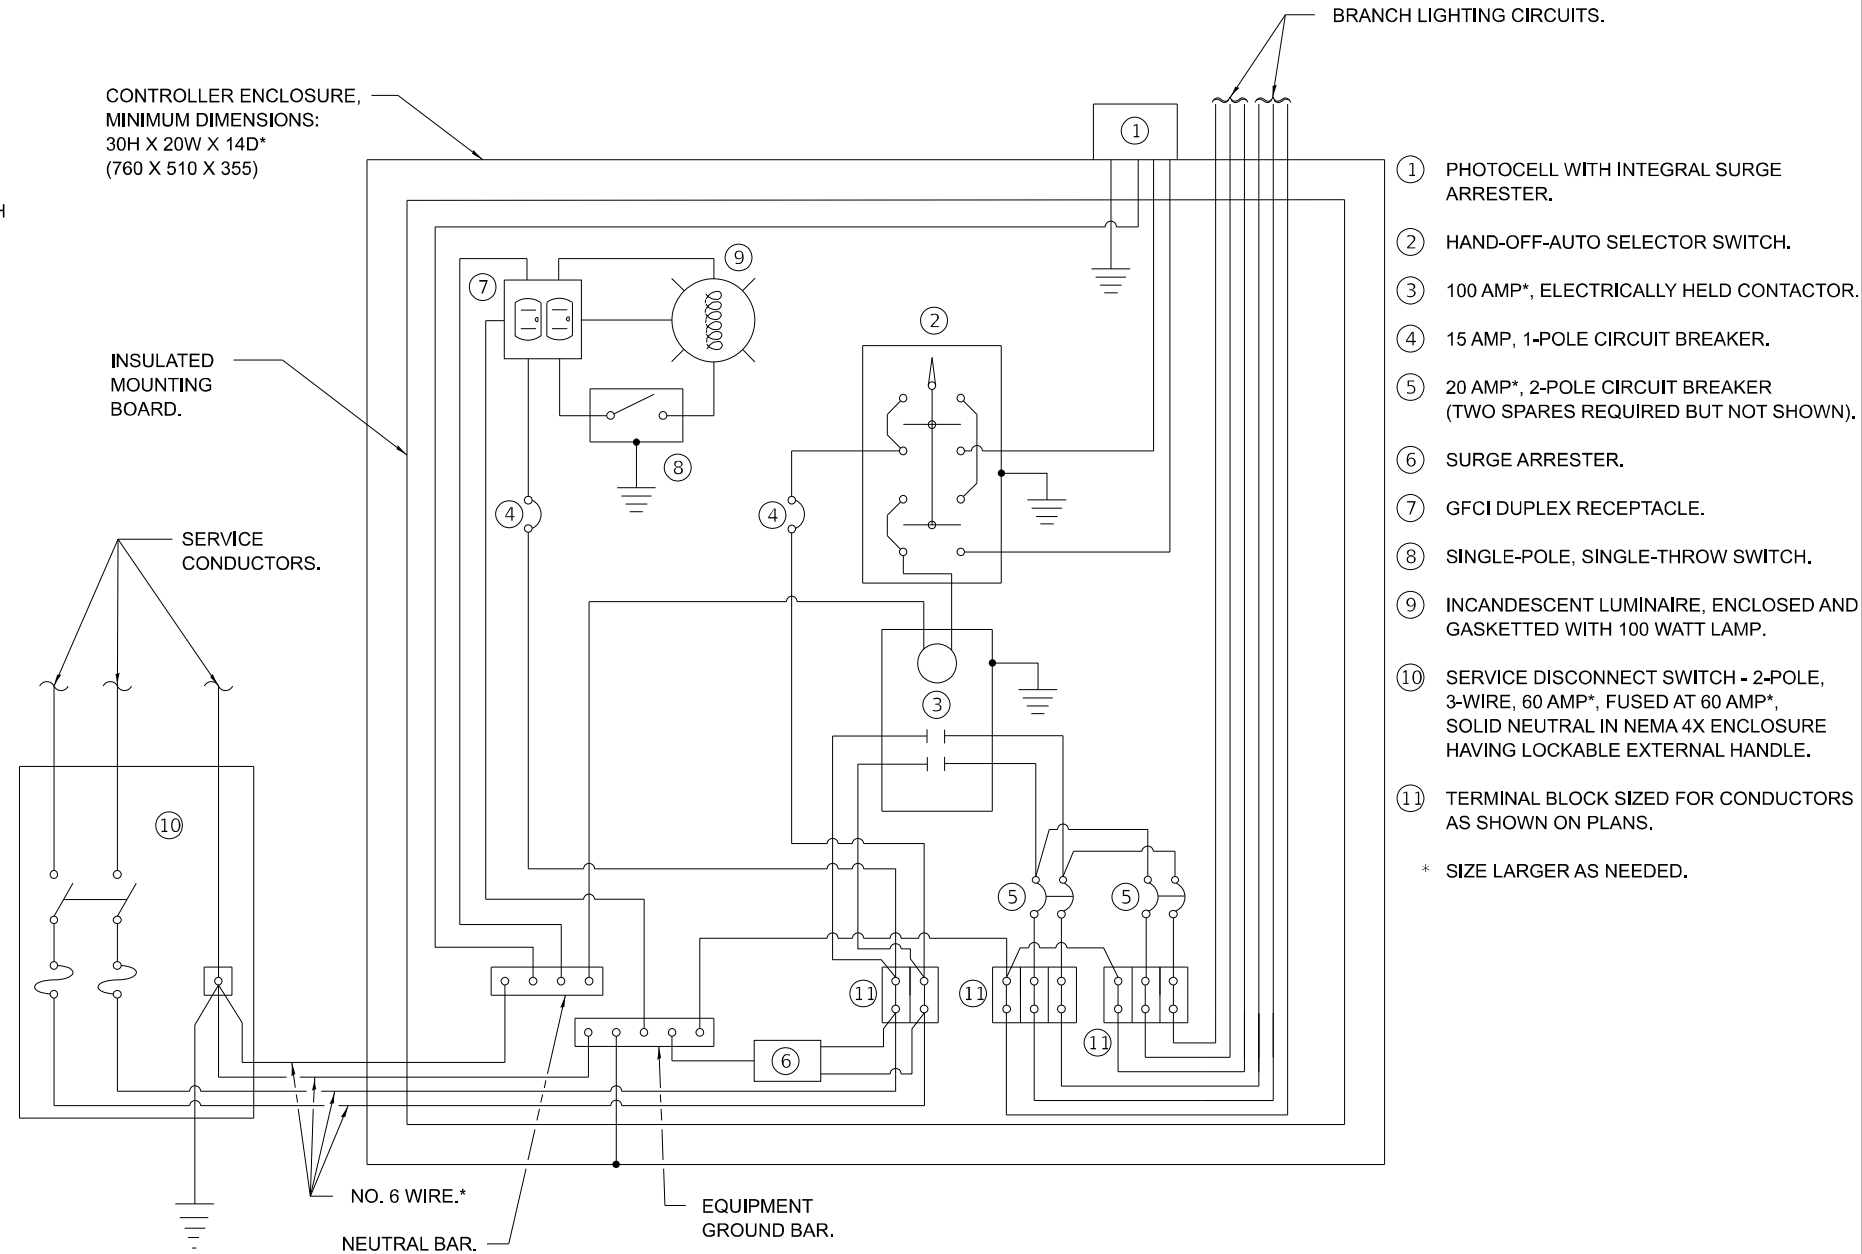 BRANCH LIGHTING CIRCUITS.
CONTROLLER ENCLOSURE,
MINIMUM DIMENSIONS:
30H X 20W X 14D*
(760 X 510 X 355)
H
INSULATED
MOUNTING
BOARD.
SERVICE
CONDUCTORS.
1
9
7
2
8
4
4
3
10
5
5
11
11
11
6
NO. 6 WIRE.*
NEUTRAL BAR.
EQUIPMENT
GROUND BAR.
1 PHOTOCELL WITH INTEGRAL SURGE
ARRESTER.
2 HAND-OFF-AUTO SELECTOR SWITCH.
3 100 AMP*, ELECTRICALLY HELD CONTACTOR.
4 15 AMP, 1-POLE CIRCUIT BREAKER.
5 20 AMP*, 2-POLE CIRCUIT BREAKER
(TWO SPARES REQUIRED BUT NOT SHOWN).
6 SURGE ARRESTER.
7 GFCI DUPLEX RECEPTACLE.
8 SINGLE-POLE, SINGLE-THROW SWITCH.
9 INCANDESCENT LUMINAIRE, ENCLOSED AND
GASKETTED WITH 100 WATT LAMP.
10 SERVICE DISCONNECT SWITCH - 2-POLE,
3-WIRE, 60 AMP*, FUSED AT 60 AMP*,
SOLID NEUTRAL IN NEMA 4X ENCLOSURE
HAVING LOCKABLE EXTERNAL HANDLE.
11 TERMINAL BLOCK SIZED FOR CONDUCTORS
AS SHOWN ON PLANS.
* SIZE LARGER AS NEEDED.